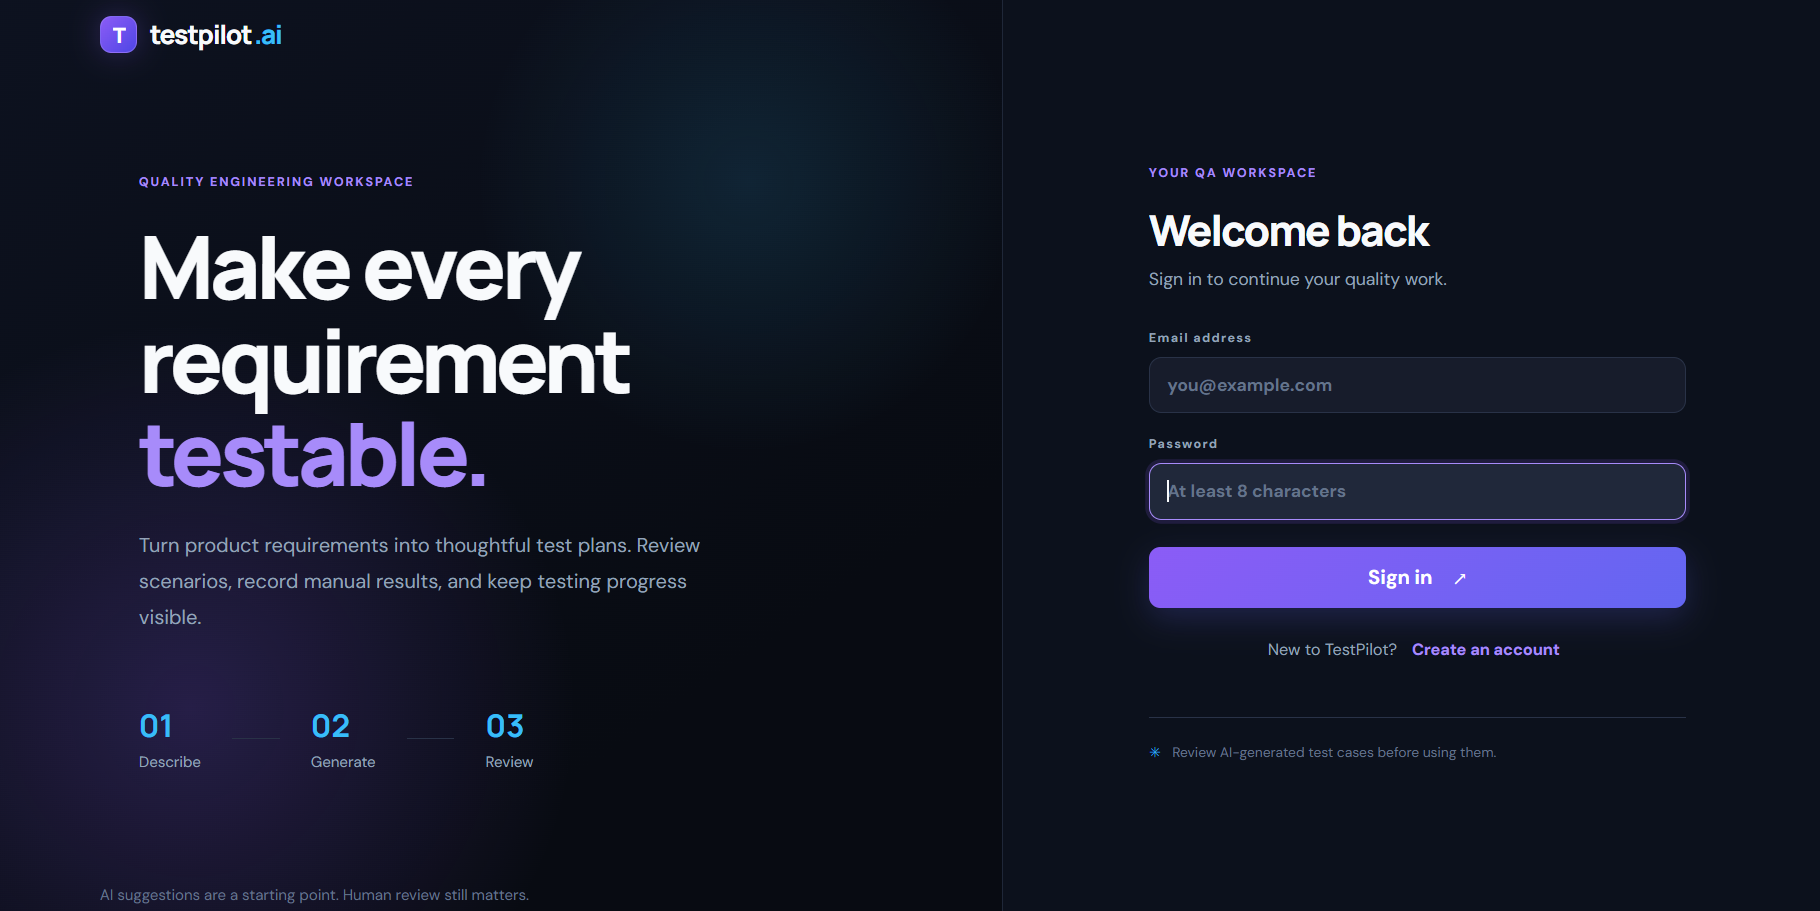 T testpilot.ai
QUALITY ENGINEERING WORKSPACE
Make every
requirement
testable.
Turn product requirements into thoughtful test plans. Review
scenarios, record manual results, and keep testing progress
visible.
01 02 03
Describe Generate Review
AI suggestions are a starting point. Human review still matters.
YOUR QA WORKSPACE
Welcome back
Sign in to continue your quality work.
Email address
you@example.com
Password
At least 8 characters
Sign in ↗
New to TestPilot? Create an account
✳ Review AI-generated test cases before using them.